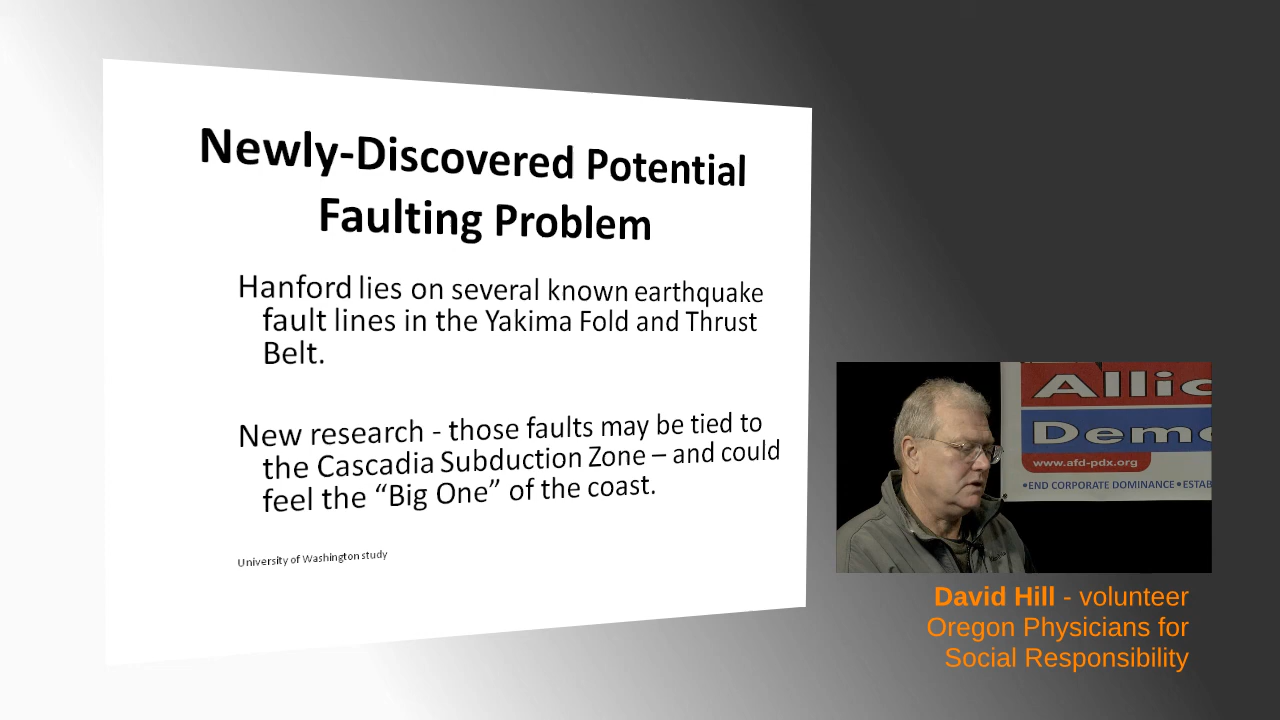 Newly-Discovered Potential
Faulting Problem
Hanford lies on several known earthquake
fault lines in the Yakima Fold and Thrust
Belt.
New research - those faults may be tied to
the Cascadia Subduction Zone – and could
feel the “Big One” of the coast.
University of Washington study
Allic
Demo
www.afd-pdx.org
•END CORPORATE DOMINANCE •ESTAB
David Hill - volunteer
Oregon Physicians for
Social Responsibility